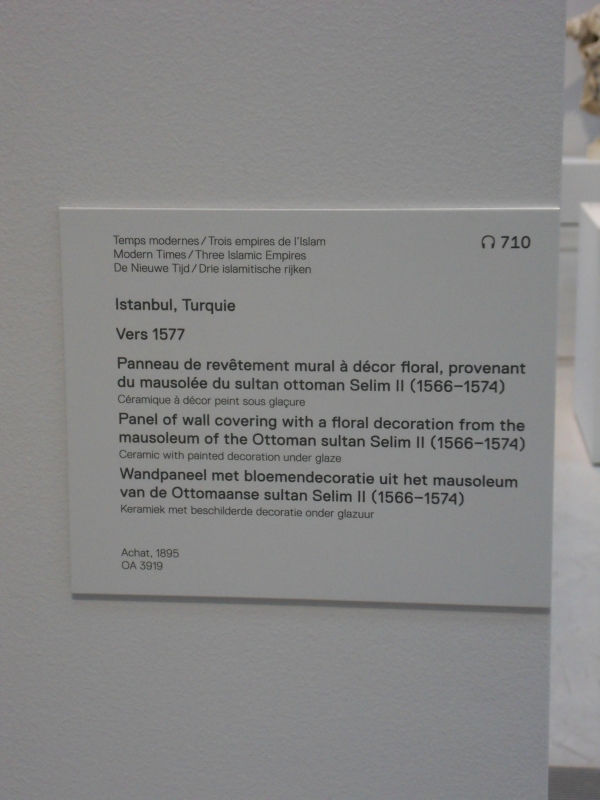 Temps modernes / Trois empires de l'Islam
Modern Times / Three Islamic Empires
De Nieuwe Tijd / Drie islamitische rijken
710
Istanbul, Turquie
Vers 1577
Panneau de revêtement mural à décor floral, provenant
du mausolée du sultan ottoman Selim II (1566–1574)
Céramique à décor peint sous glaçure
Panel of wall covering with a floral decoration from the
mausoleum of the Ottoman sultan Selim II (1566–1574)
Ceramic with painted decoration under glaze
Wandpaneel met bloemendecoratie uit het mausoleum
van de Ottomaanse sultan Selim II (1566–1574)
Keramiek met beschilderde decoratie onder glazuur
Achat, 1895
OA 3919